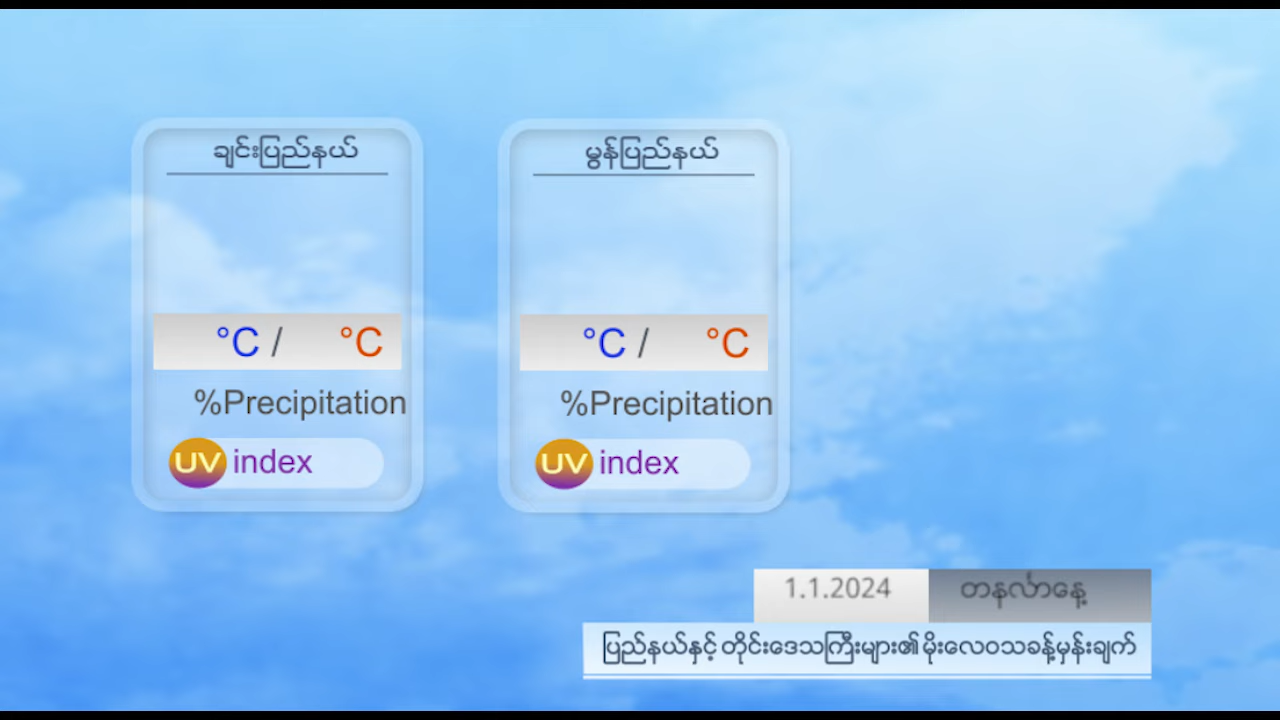 ချင်းပြည်နယ်
°C / °C
%Precipitation
UV index
မွန်ပြည်နယ်
°C / °C
%Precipitation
UV index
1.1.2024 တနင်္လာနေ့
ပြည်နယ်နှင့် တိုင်းဒေသကြီးများ၏ မိုးလေဝသခန့်မှန်းချက်